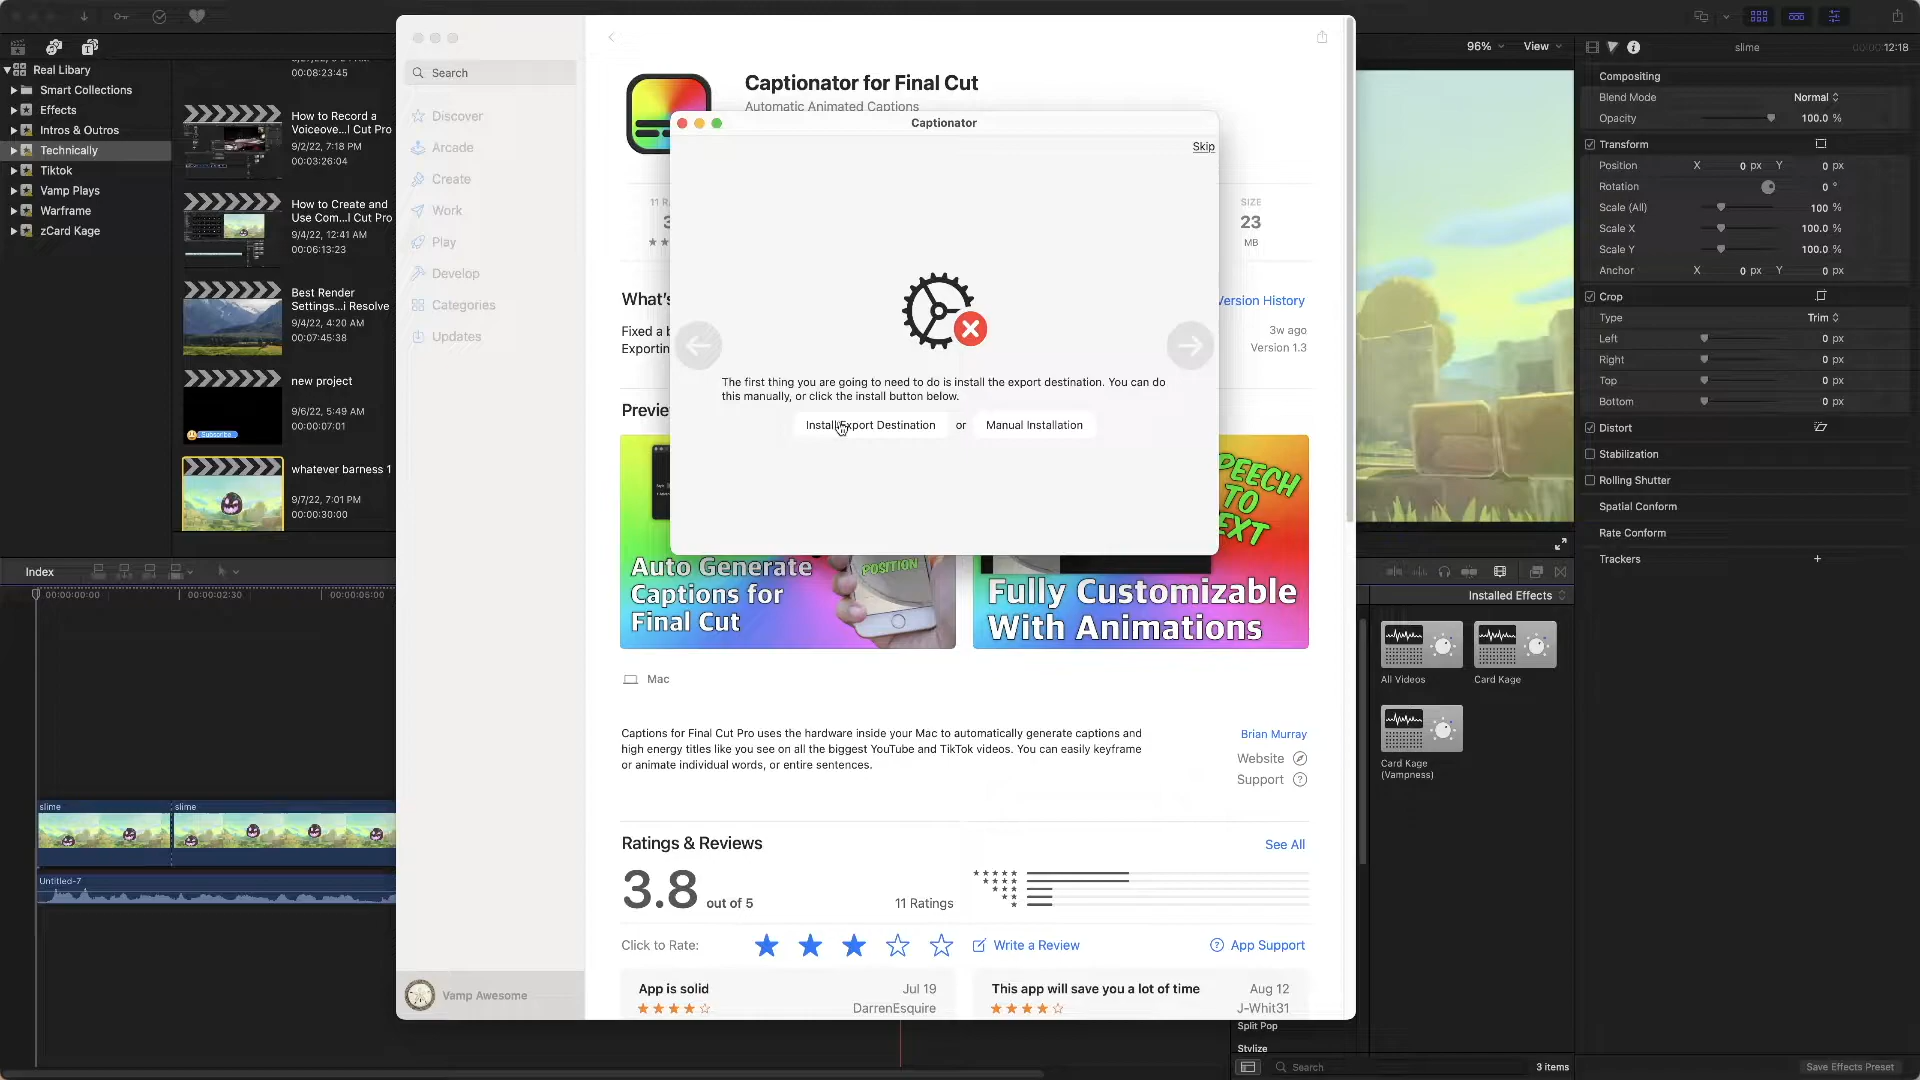 96%
View
slime
00:00:12:18
Real Libary
Smart Collections
Effects
Intros & Outros
Technically
Tiktok
Vamp Plays
Warframe
zCard Kage
00:08:23:45
How to Record a
Voiceove...l Cut Pro
9/2/22, 7:18 PM
00:03:26:04
How to Create and
Use Com...l Cut Pro
9/4/22, 12:41 AM
00:06:13:23
Best Render
Settings...i Resolve
9/4/22, 4:20 AM
00:07:45:38
new project
9/6/22, 5:49 AM
00:00:07:01
Subscribe
whatever barness 1
9/7/22, 7:01 PM
00:00:30:00
Search
Discover
Arcade
Create
Work
Play
Develop
Categories
Updates
Vamp Awesome
Captionator for Final Cut
Automatic Animated Captions
SIZE
23
MB
What's
Version History
Fixed a b
Exporting
3w ago
Version 1.3
Previe
Captionator
Skip
The first thing you are going to need to do is install the export destination. You can do
this manually, or click the install button below.
Install Export Destination
or
Manual Installation
Auto Generate
Captions for
Final Cut
POSITION
SPEECH
TO
TEXT
Fully Customizable
With Animations
Mac
Captions for Final Cut Pro uses the hardware inside your Mac to automatically generate captions and
high energy titles like you see on all the biggest YouTube and TikTok videos. You can easily keyframe
or animate individual words, or entire sentences.
Brian Murray
Website
Support
Ratings & Reviews
See All
3.8 out of 5
11 Ratings
Click to Rate:
Write a Review
App Support
App is solid
Jul 19
DarrenEsquire
This app will save you a lot of time
Aug 12
J-Whit31
Compositing
Blend Mode
Normal
Opacity
100.0 %
Transform
Position X 0 px Y 0 px
Rotation 0 °
Scale (All) 100 %
Scale X 100.0 %
Scale Y 100.0 %
Anchor X 0 px Y 0 px
Crop
Type Trim
Left 0 px
Right 0 px
Top 0 px
Bottom 0 px
Distort
Stabilization
Rolling Shutter
Spatial Conform
Rate Conform
Trackers
Index
00:00:00:00
00:00:02:30
00:00:05:00
slime
slime
Untitled-7
Installed Effects
All Videos
Card Kage
Card Kage
(Vampness)
Split Pop
Stylize
Search
3 items
Save Effects Preset